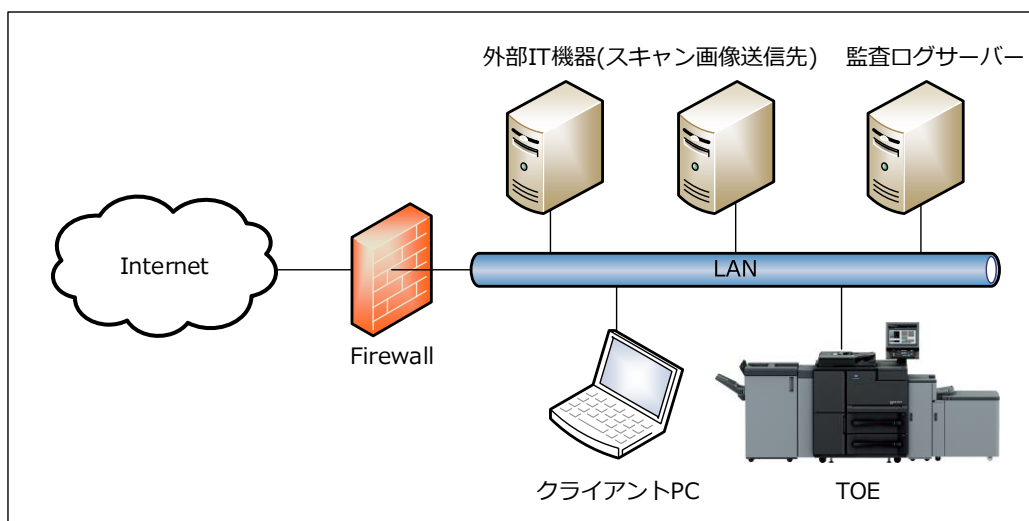 外部IT機器(スキャン画像送信先)
監査ログサーバー
Internet
LAN
Firewall
クライアントPC
TOE